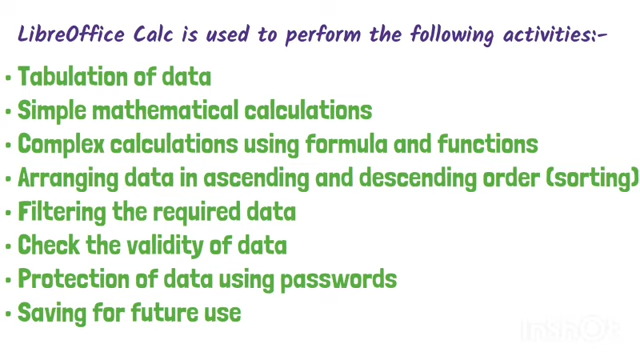 LibreOffice Calc is used to perform the following activities:-
• Tabulation of data
• Simple mathematical calculations
• Complex calculations using formula and functions
• Arranging data in ascending and descending order (sorting)
• Filtering the required data
• Check the validity of data
• Protection of data using passwords
• Saving for future use
InShOt